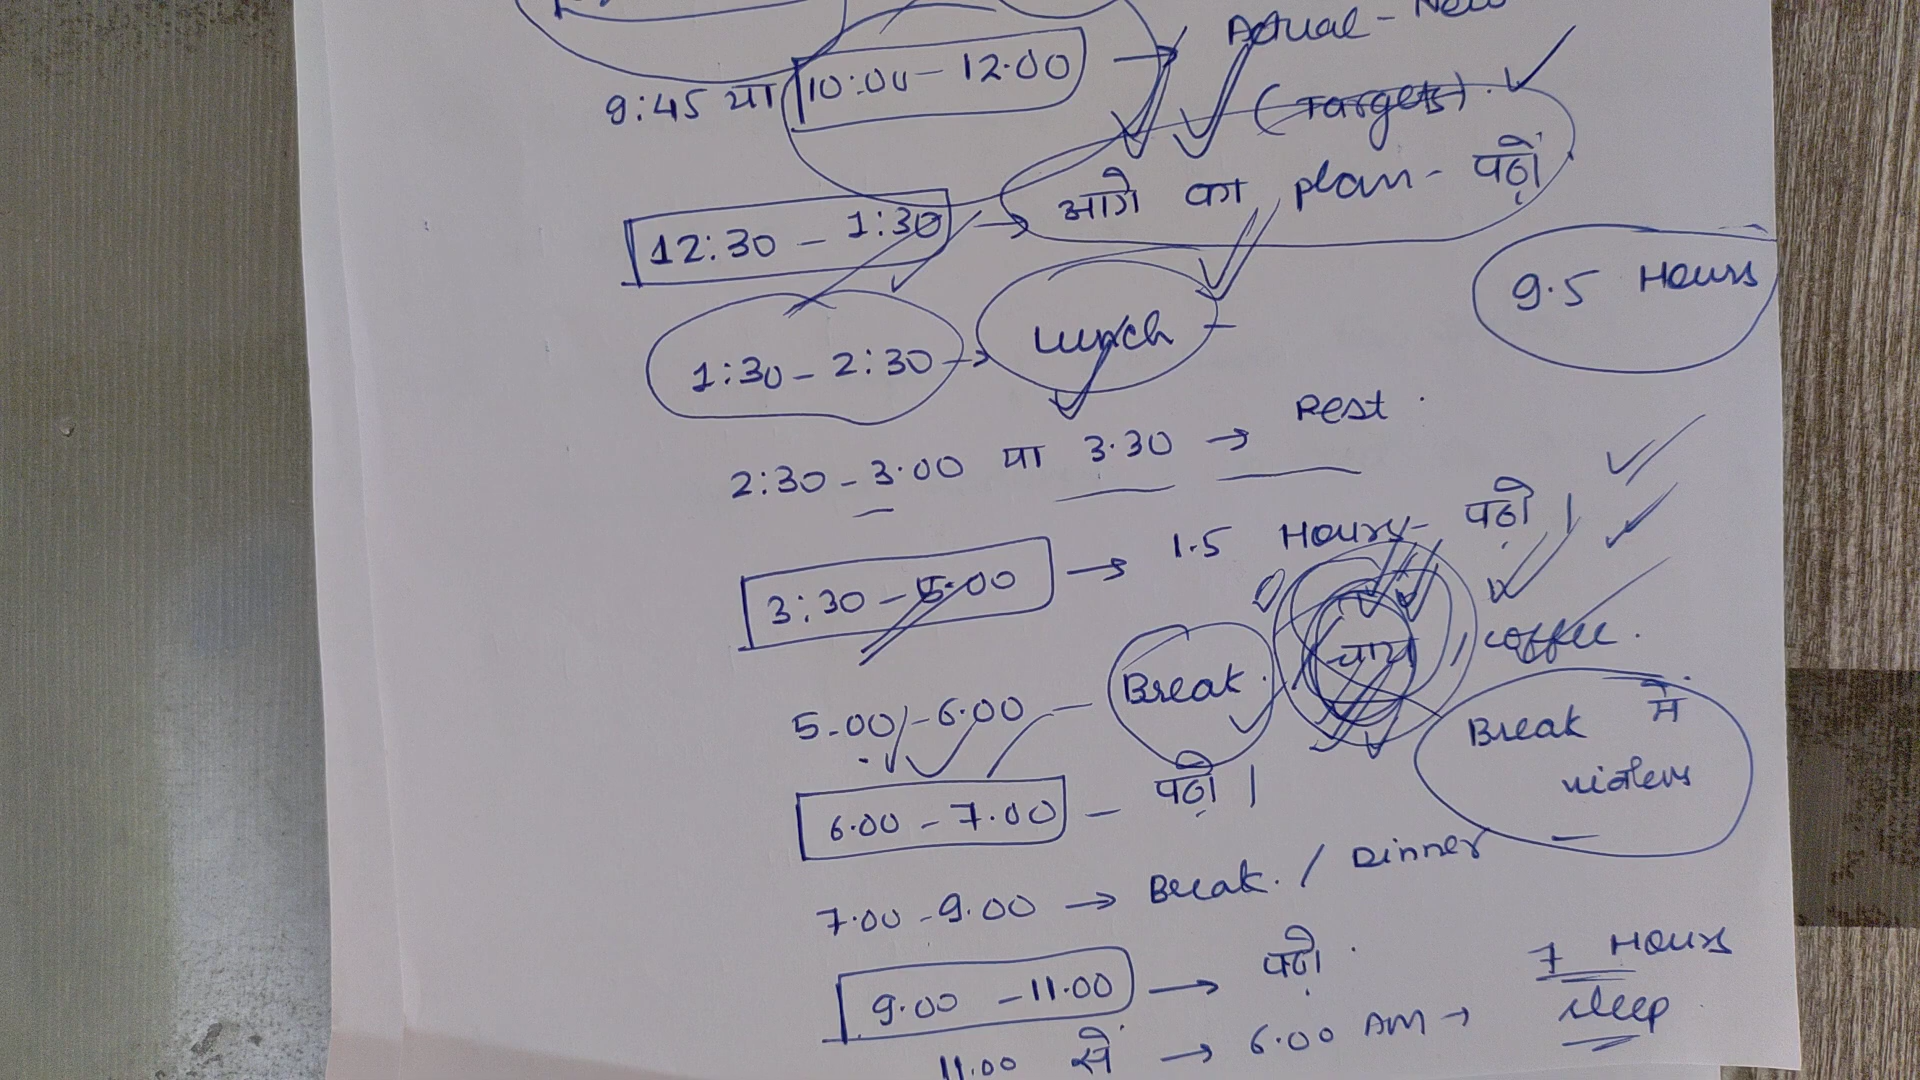 Actual - New
9:45 या 10:00 - 12.00 →
(Targets).
12:30 - 1:30 → आगे का plan - पढ़ो
9.5 Hours
1:30 - 2:30 → Lunch -
2:30 - 3.00 या 3.30 → Rest.
3:30 - 5.00 → 1.5 Hours - पढ़ो।
5.00 - 6.00 - Break. चाय / coffee.
Break में
6.00 - 7.00 - पढ़ो।
7.00 - 9.00 → Break. / Dinner
9.00 - 11.00 → पढ़ो.
7 Hours
11.00 से → 6.00 AM → sleep